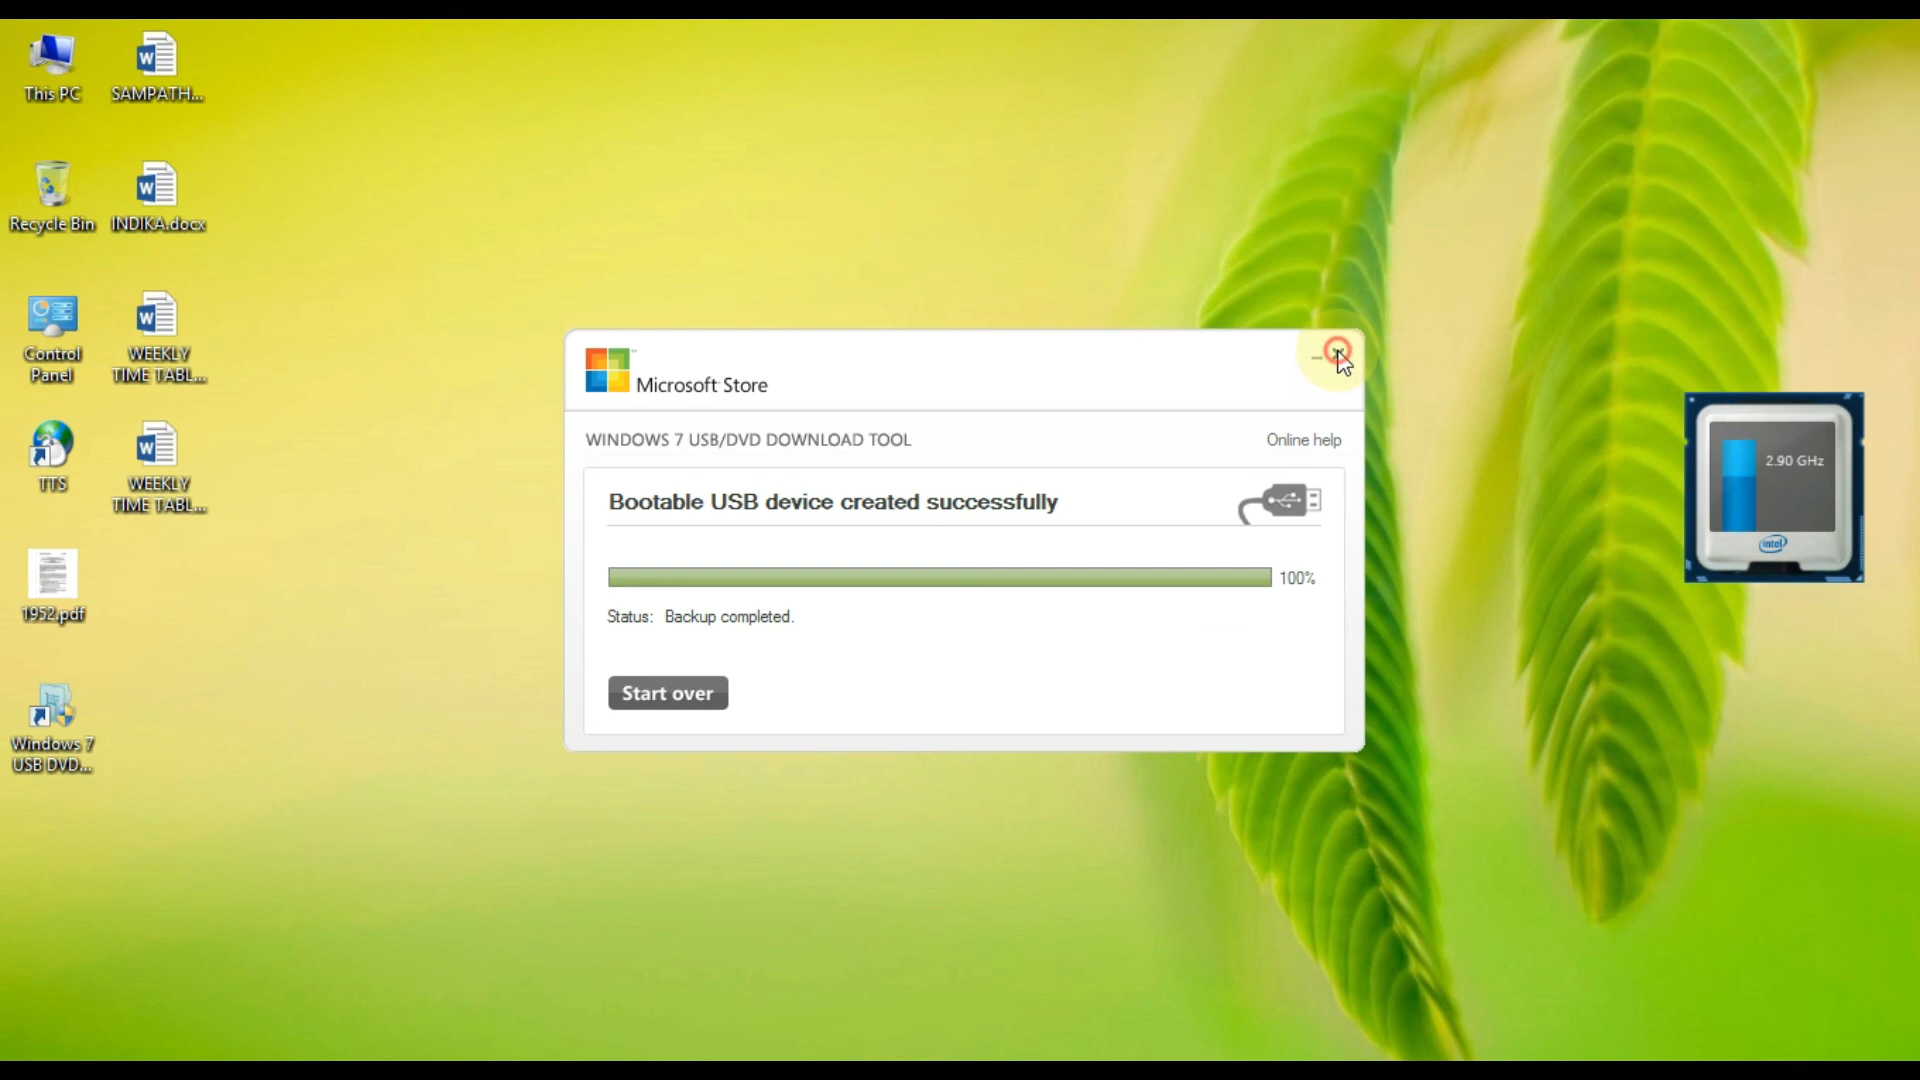 This PC
SAMPATH...
Recycle Bin
INDIKA.docx
Control
Panel
WEEKLY
TIME TABL...
TTS
WEEKLY
TIME TABL...
1952.pdf
Windows 7
USB DVD...
Microsoft Store
WINDOWS 7 USB/DVD DOWNLOAD TOOL
Online help
Bootable USB device created successfully
100%
Status: Backup completed.
Start over
2.90 GHz
intel